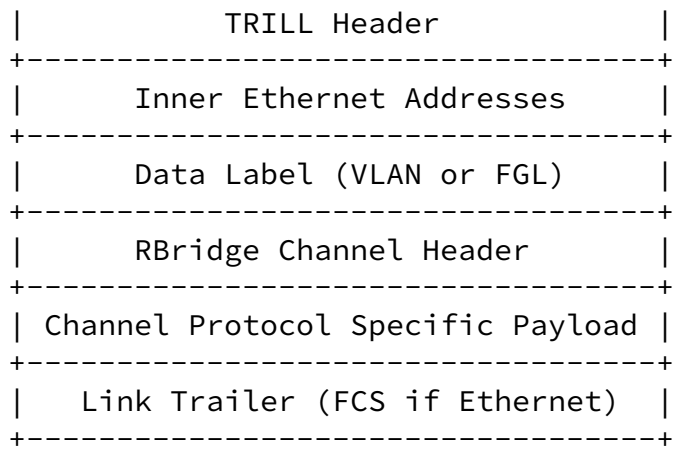 |           TRILL Header            |
+-----------------------------------+
|      Inner Ethernet Addresses     |
+-----------------------------------+
|      Data Label (VLAN or FGL)     |
+-----------------------------------+
|      RBridge Channel Header       |
+-----------------------------------+
| Channel Protocol Specific Payload |
+-----------------------------------+
|   Link Trailer (FCS if Ethernet)  |
+-----------------------------------+